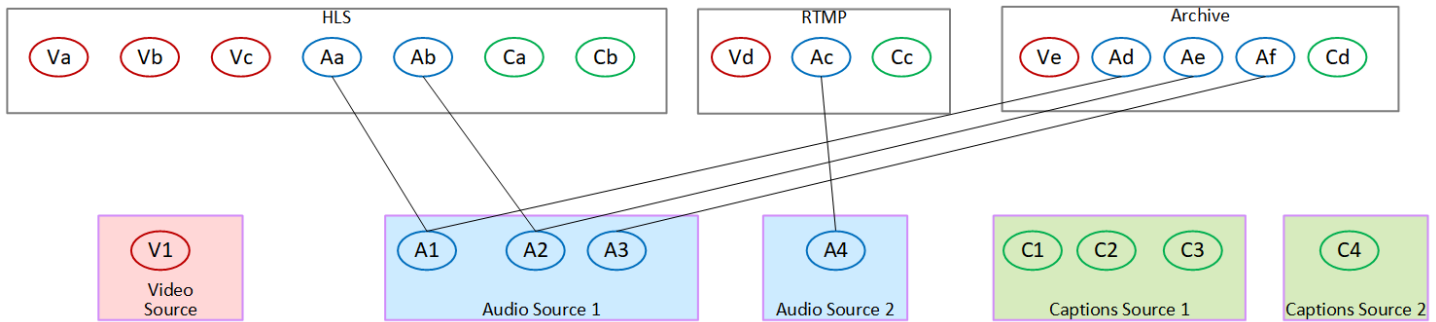 HLS
RTMP
Archive
Va Vb Vc Aa Ab Ca Cb
Vd Ac Cc
Ve Ad Ae Af Cd
V1
Video
Source
A1 A2 A3
Audio Source 1
A4
Audio Source 2
C1 C2 C3
Captions Source 1
C4
Captions Source 2